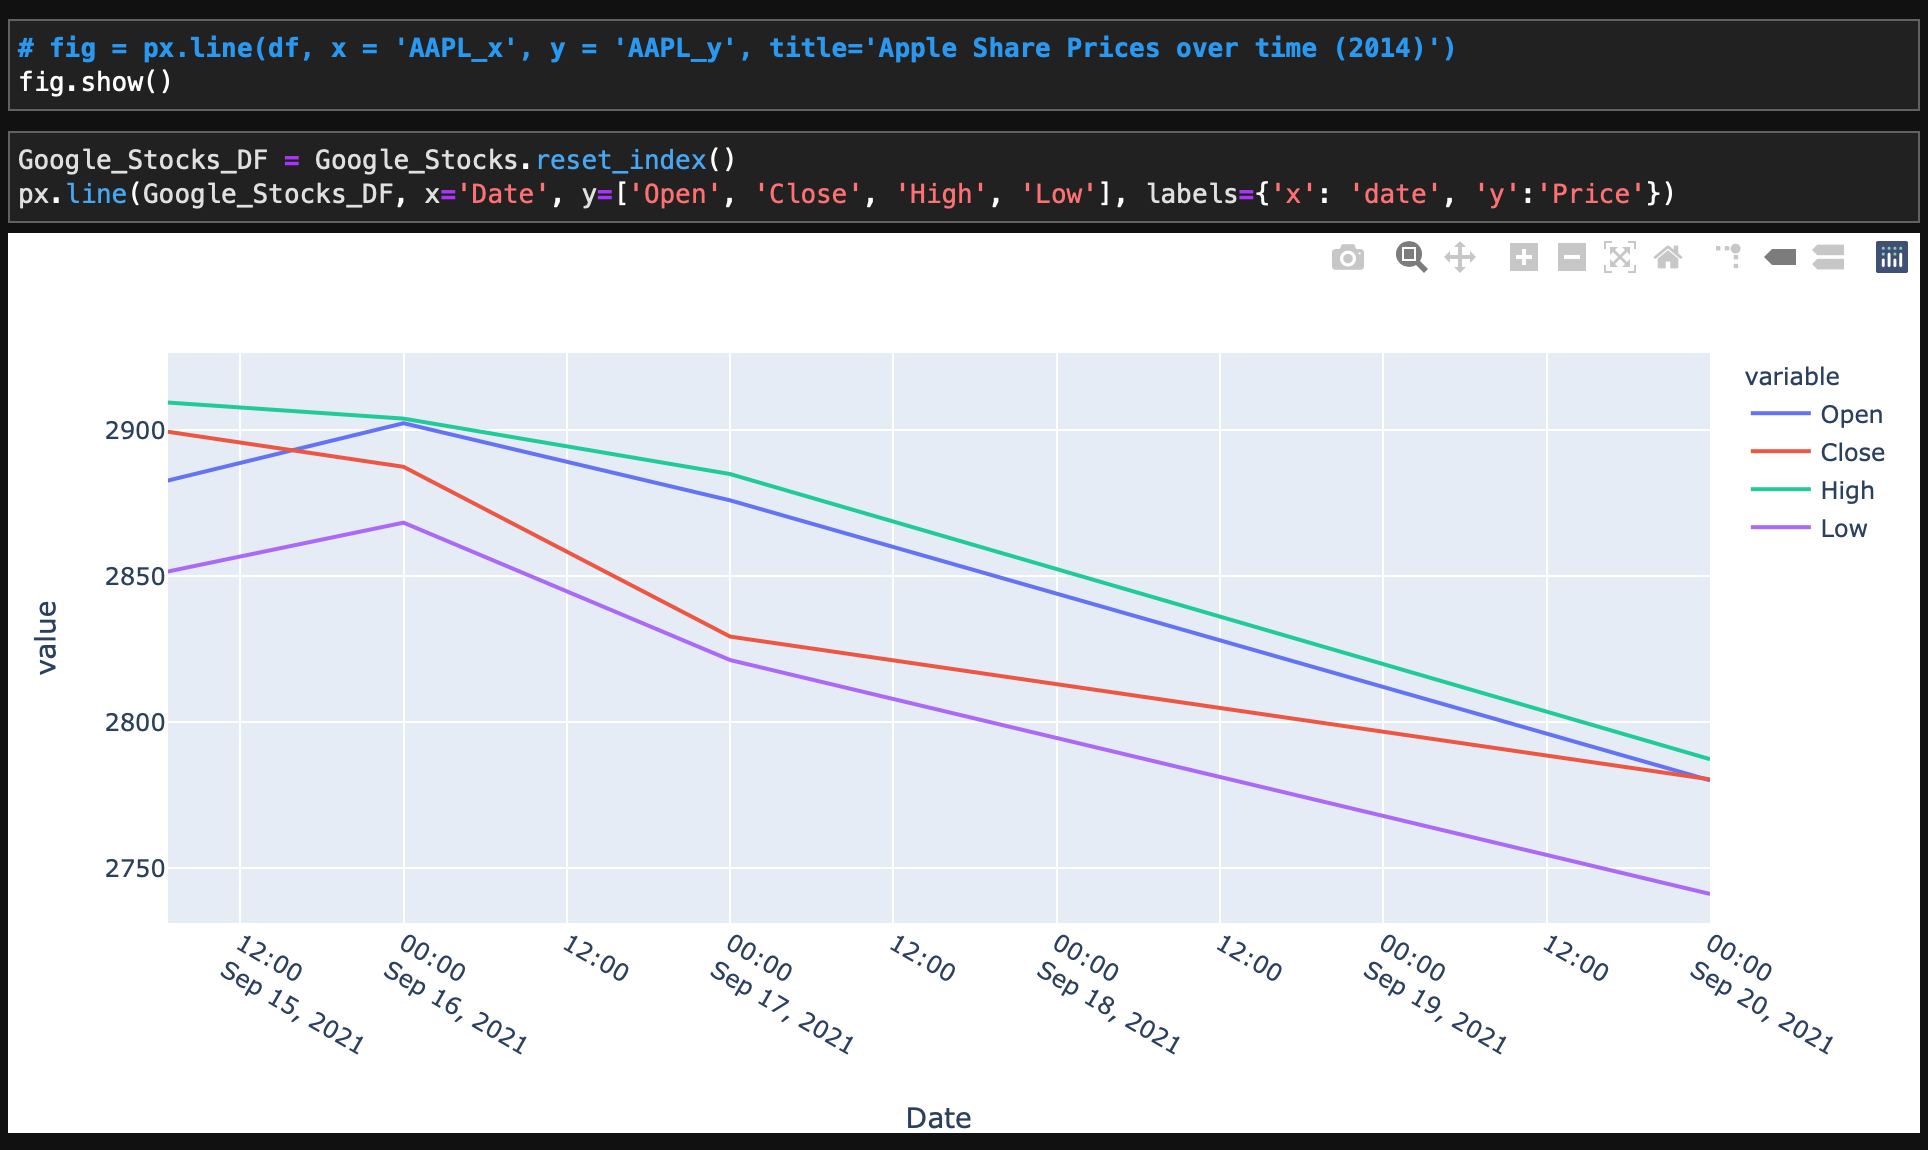 # fig = px.line(df, x = 'AAPL_x', y = 'AAPL_y', title='Apple Share Prices over time (2014)')
fig.show()
Google_Stocks_DF = Google_Stocks.reset_index()
px.line(Google_Stocks_DF, x='Date', y=['Open', 'Close', 'High', 'Low'], labels={'x': 'date', 'y':'Price'})
variable
Open
Close
High
Low
value
2900
2850
2800
2750
12:00
Sep 15, 2021
00:00
Sep 16, 2021
12:00
00:00
Sep 17, 2021
12:00
00:00
Sep 18, 2021
12:00
00:00
Sep 19, 2021
12:00
00:00
Sep 20, 2021
Date